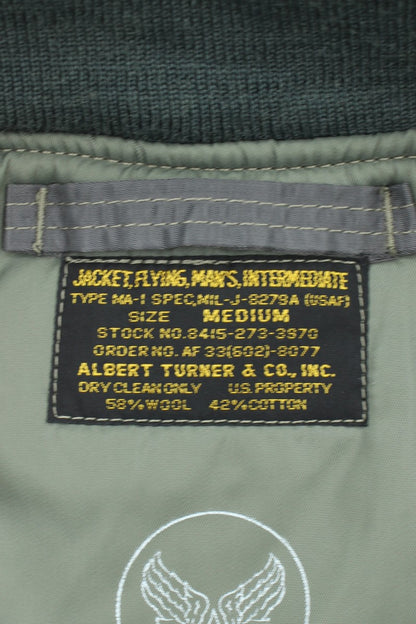 JACKET, FLYING, MAN'S, INTERMEDIATE
TYPE MA-1 SPEC, MIL-J-8279A (USAF)
SIZE MEDIUM
STOCK NO. 8415-273-3970
ORDER NO. AF 33(602)-8077
ALBERT TURNER & CO., INC.
DRY CLEAN ONLY U.S. PROPERTY
58% WOOL 42% COTTON